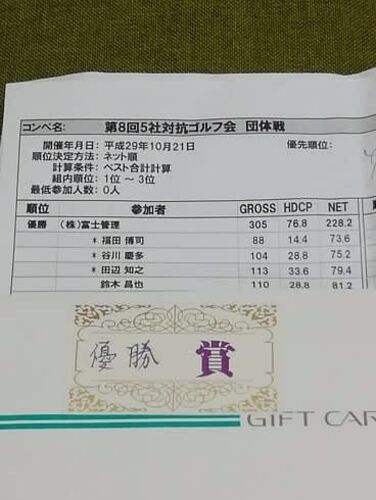 コンペ名: 第8回5社対抗ゴルフ会 団体戦
開催年月日: 平成29年10月21日 優先順位:
順位決定方法: ネット順
計算条件: ベスト合計計算
組内順位: 1位 ～ 3位
最低参加人数: 0人
順位 参加者 GROSS HDCP NET
優勝 (株)富士管理 305 76.8 228.2
* 福田 博司 88 14.4 73.6
* 谷川 慶多 104 28.8 75.2
* 田辺 知之 113 33.6 79.4
鈴木 昌也 110 28.8 81.2
優勝 賞
GIFT CAR